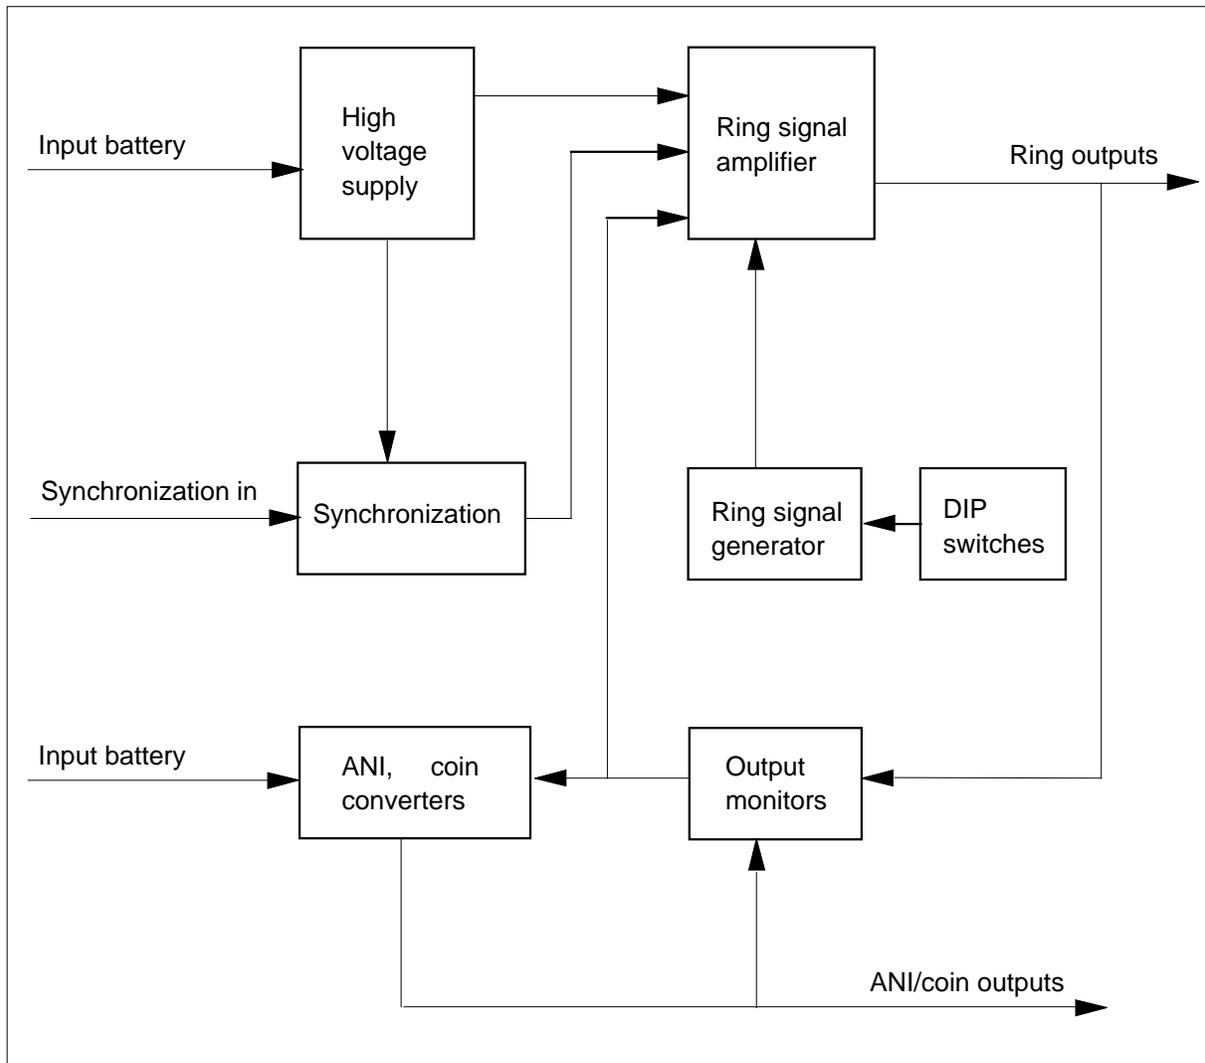 High
voltage
supply
Ring signal
amplifier
Input battery
Ring outputs
Synchronization in
Synchronization
Ring signal
generator
DIP
switches
Input battery
ANI, coin
converters
Output
monitors
ANI/coin outputs